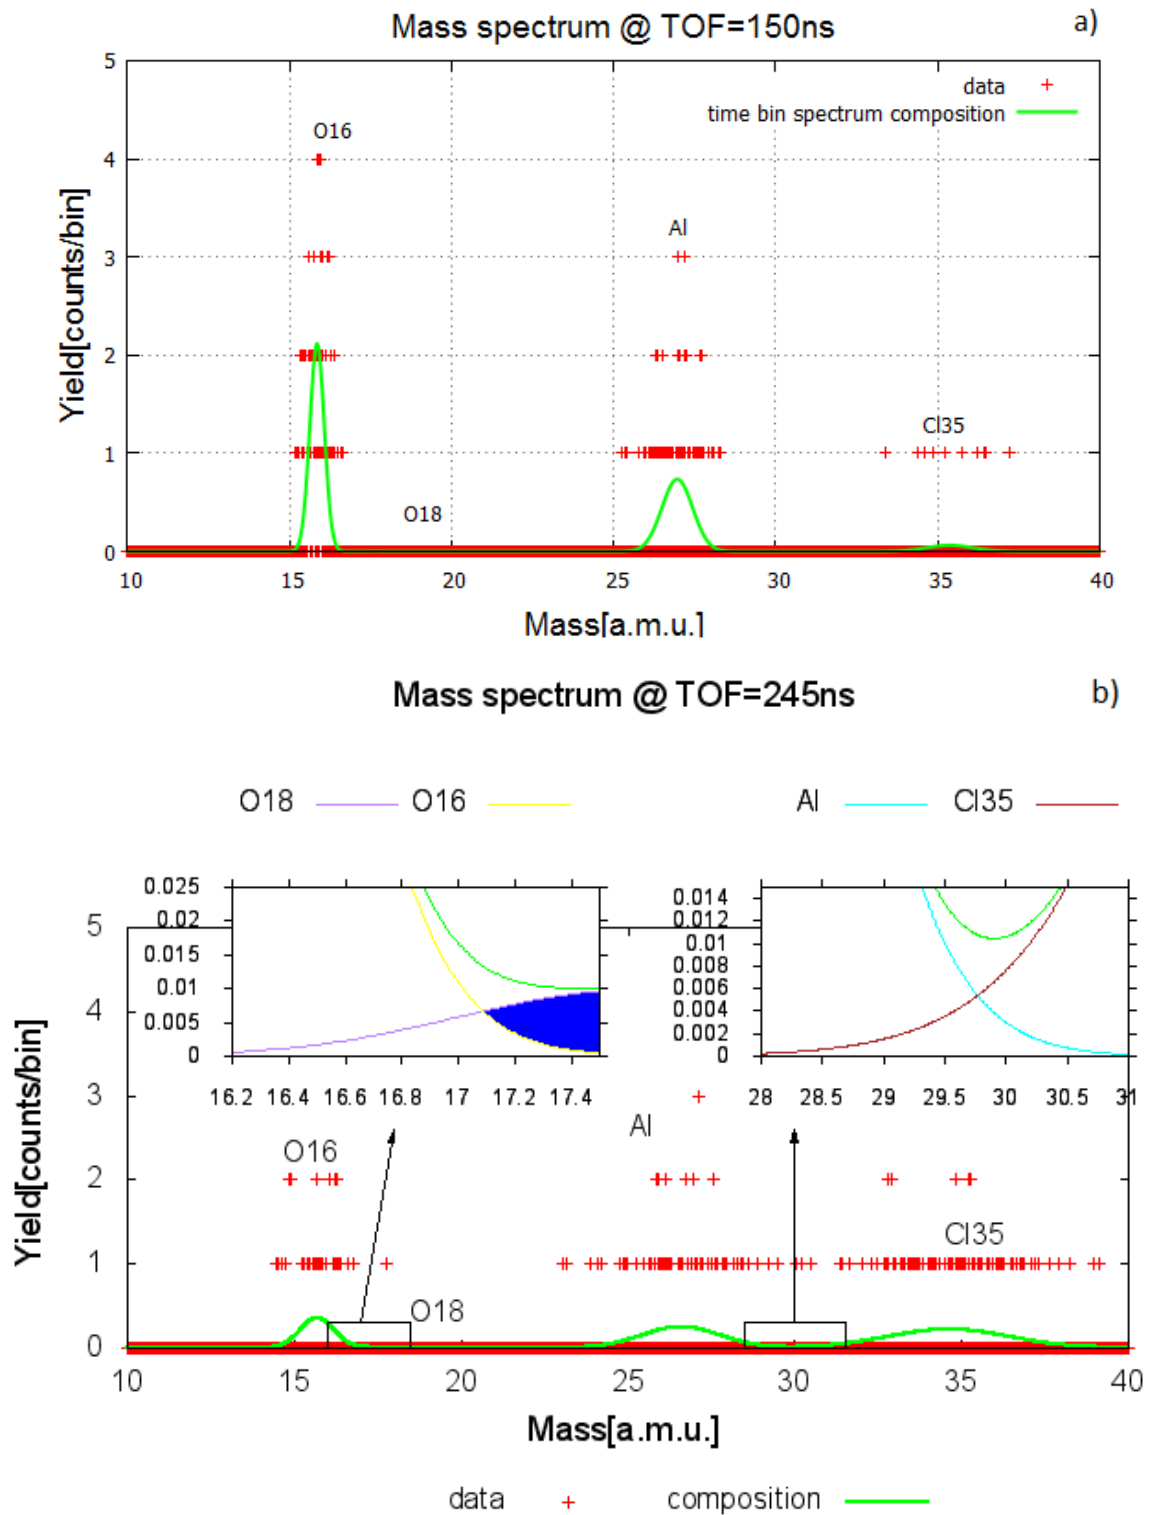 Mass spectrum @ TOF=150ns
a)
5
data
time bin spectrum composition
O16
4
Al
3
2
Cl35
1
O18
0
10 15 20 25 30 35 40
Yield[counts/bin]
Mass[a.m.u.]
Mass spectrum @ TOF=245ns
b)
O18 O16 Al Cl35
0.025
0.02
0.015
0.01
0.005
0
16.2 16.4 16.6 16.8 17 17.2 17.4
0.014
0.012
0.01
0.008
0.006
0.004
0.002
0
28 28.5 29 29.5 30 30.5 31
5
4
3
Al
O16
2
Cl35
1
O18
0
10 15 20 25 30 35 40
Yield[counts/bin]
Mass[a.m.u.]
data composition